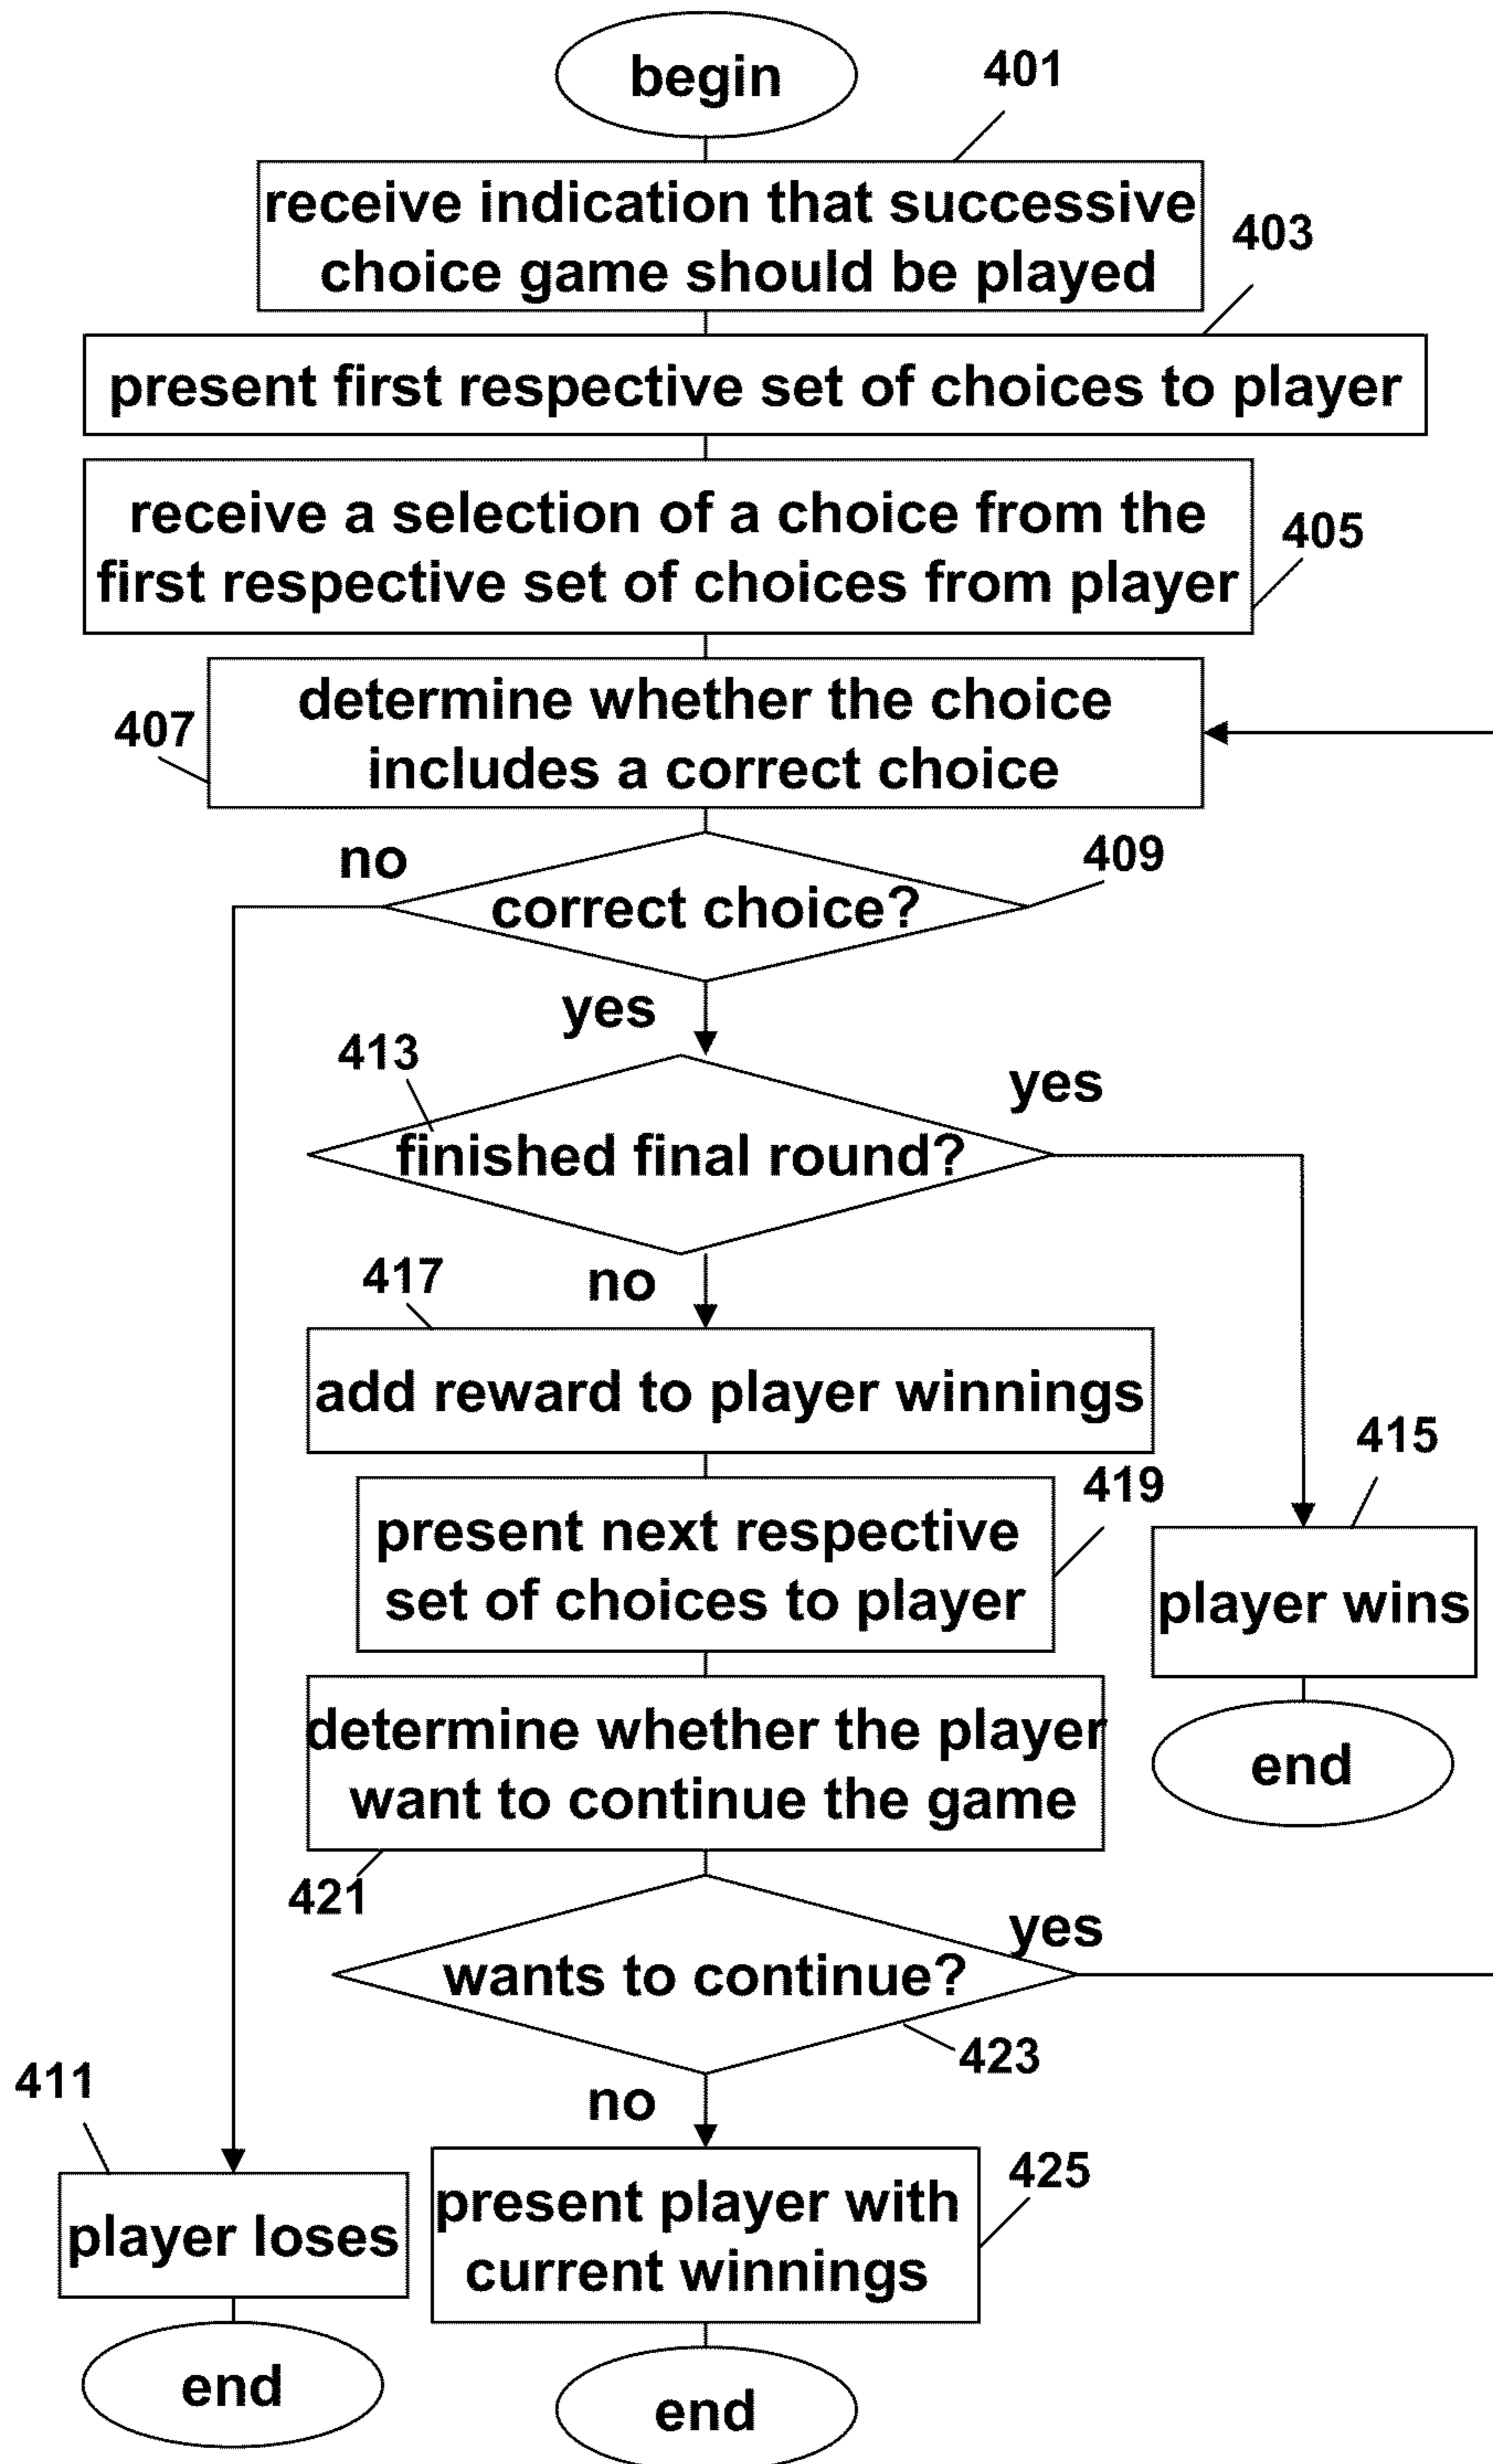 begin
401
receive indication that successive
choice game should be played
403
present first respective set of choices to player
receive a selection of a choice from the
first respective set of choices from player
405
determine whether the choice
includes a correct choice
407
no
409
correct choice?
yes
413
yes
finished final round?
417
no
add reward to player winnings
415
419
present next respective
set of choices to player
player wins
determine whether the player
want to continue the game
end
421
yes
wants to continue?
423
411
no
425
player loses
present player with
current winnings
end
end